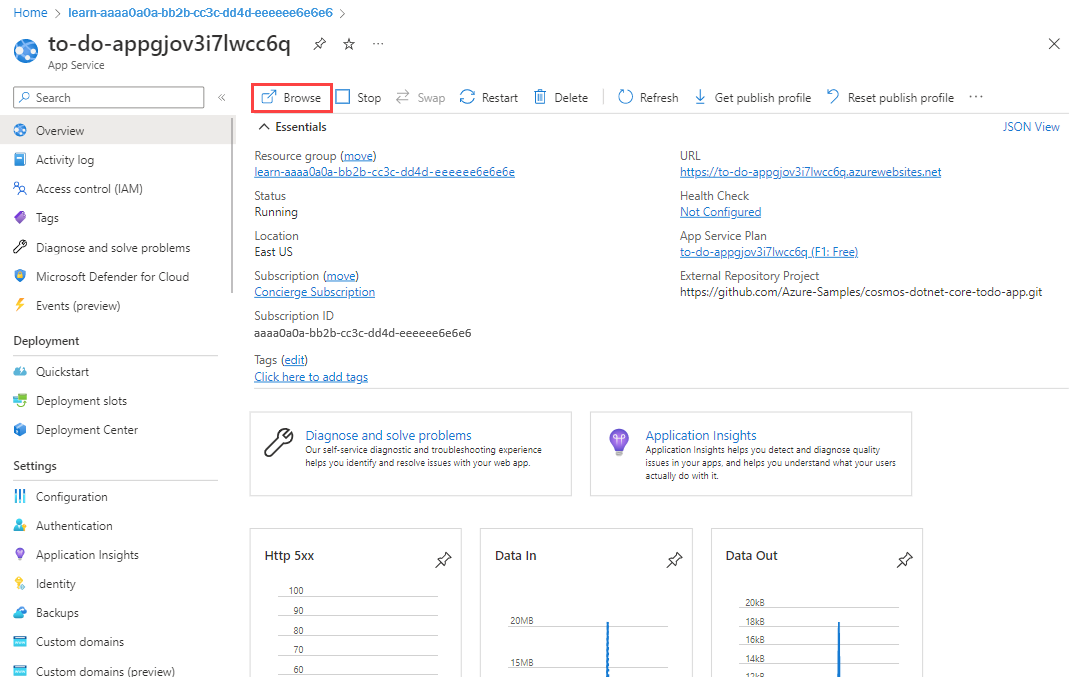 Home > learn-aaaa0a0a-bb2b-cc3c-dd4d-eeeeee6e6e6 >
to-do-appgjov3i7lwcc6q
App Service
Search
«
Browse Stop Swap Restart Delete Refresh Get publish profile Reset publish profile ...
Overview
Activity log
Access control (IAM)
Tags
Diagnose and solve problems
Microsoft Defender for Cloud
Events (preview)
Deployment
Quickstart
Deployment slots
Deployment Center
Settings
Configuration
Authentication
Application Insights
Identity
Backups
Custom domains
Custom domains (preview)
Essentials
JSON View
Resource group (move)
learn-aaaa0a0a-bb2b-cc3c-dd4d-eeeeee6e6e6e
Status
Running
Location
East US
Subscription (move)
Concierge Subscription
Subscription ID
aaaa0a0a-bb2b-cc3c-dd4d-eeeeee6e6e6
Tags (edit)
Click here to add tags
URL
https://to-do-appgjov3i7lwcc6q.azurewebsites.net
Health Check
Not Configured
App Service Plan
to-do-appgjov3i7lwcc6q (F1: Free)
External Repository Project
https://github.com/Azure-Samples/cosmos-dotnet-core-todo-app.git
Diagnose and solve problems
Our self-service diagnostic and troubleshooting experience
helps you identify and resolve issues with your web app.
Application Insights
Application Insights helps you detect and diagnose quality
issues in your apps, and helps you understand what your users
actually do with it.
Http 5xx
100
90
80
70
60
Data In
20MB
15MB
Data Out
20kB
18kB
16kB
14kB
12kB